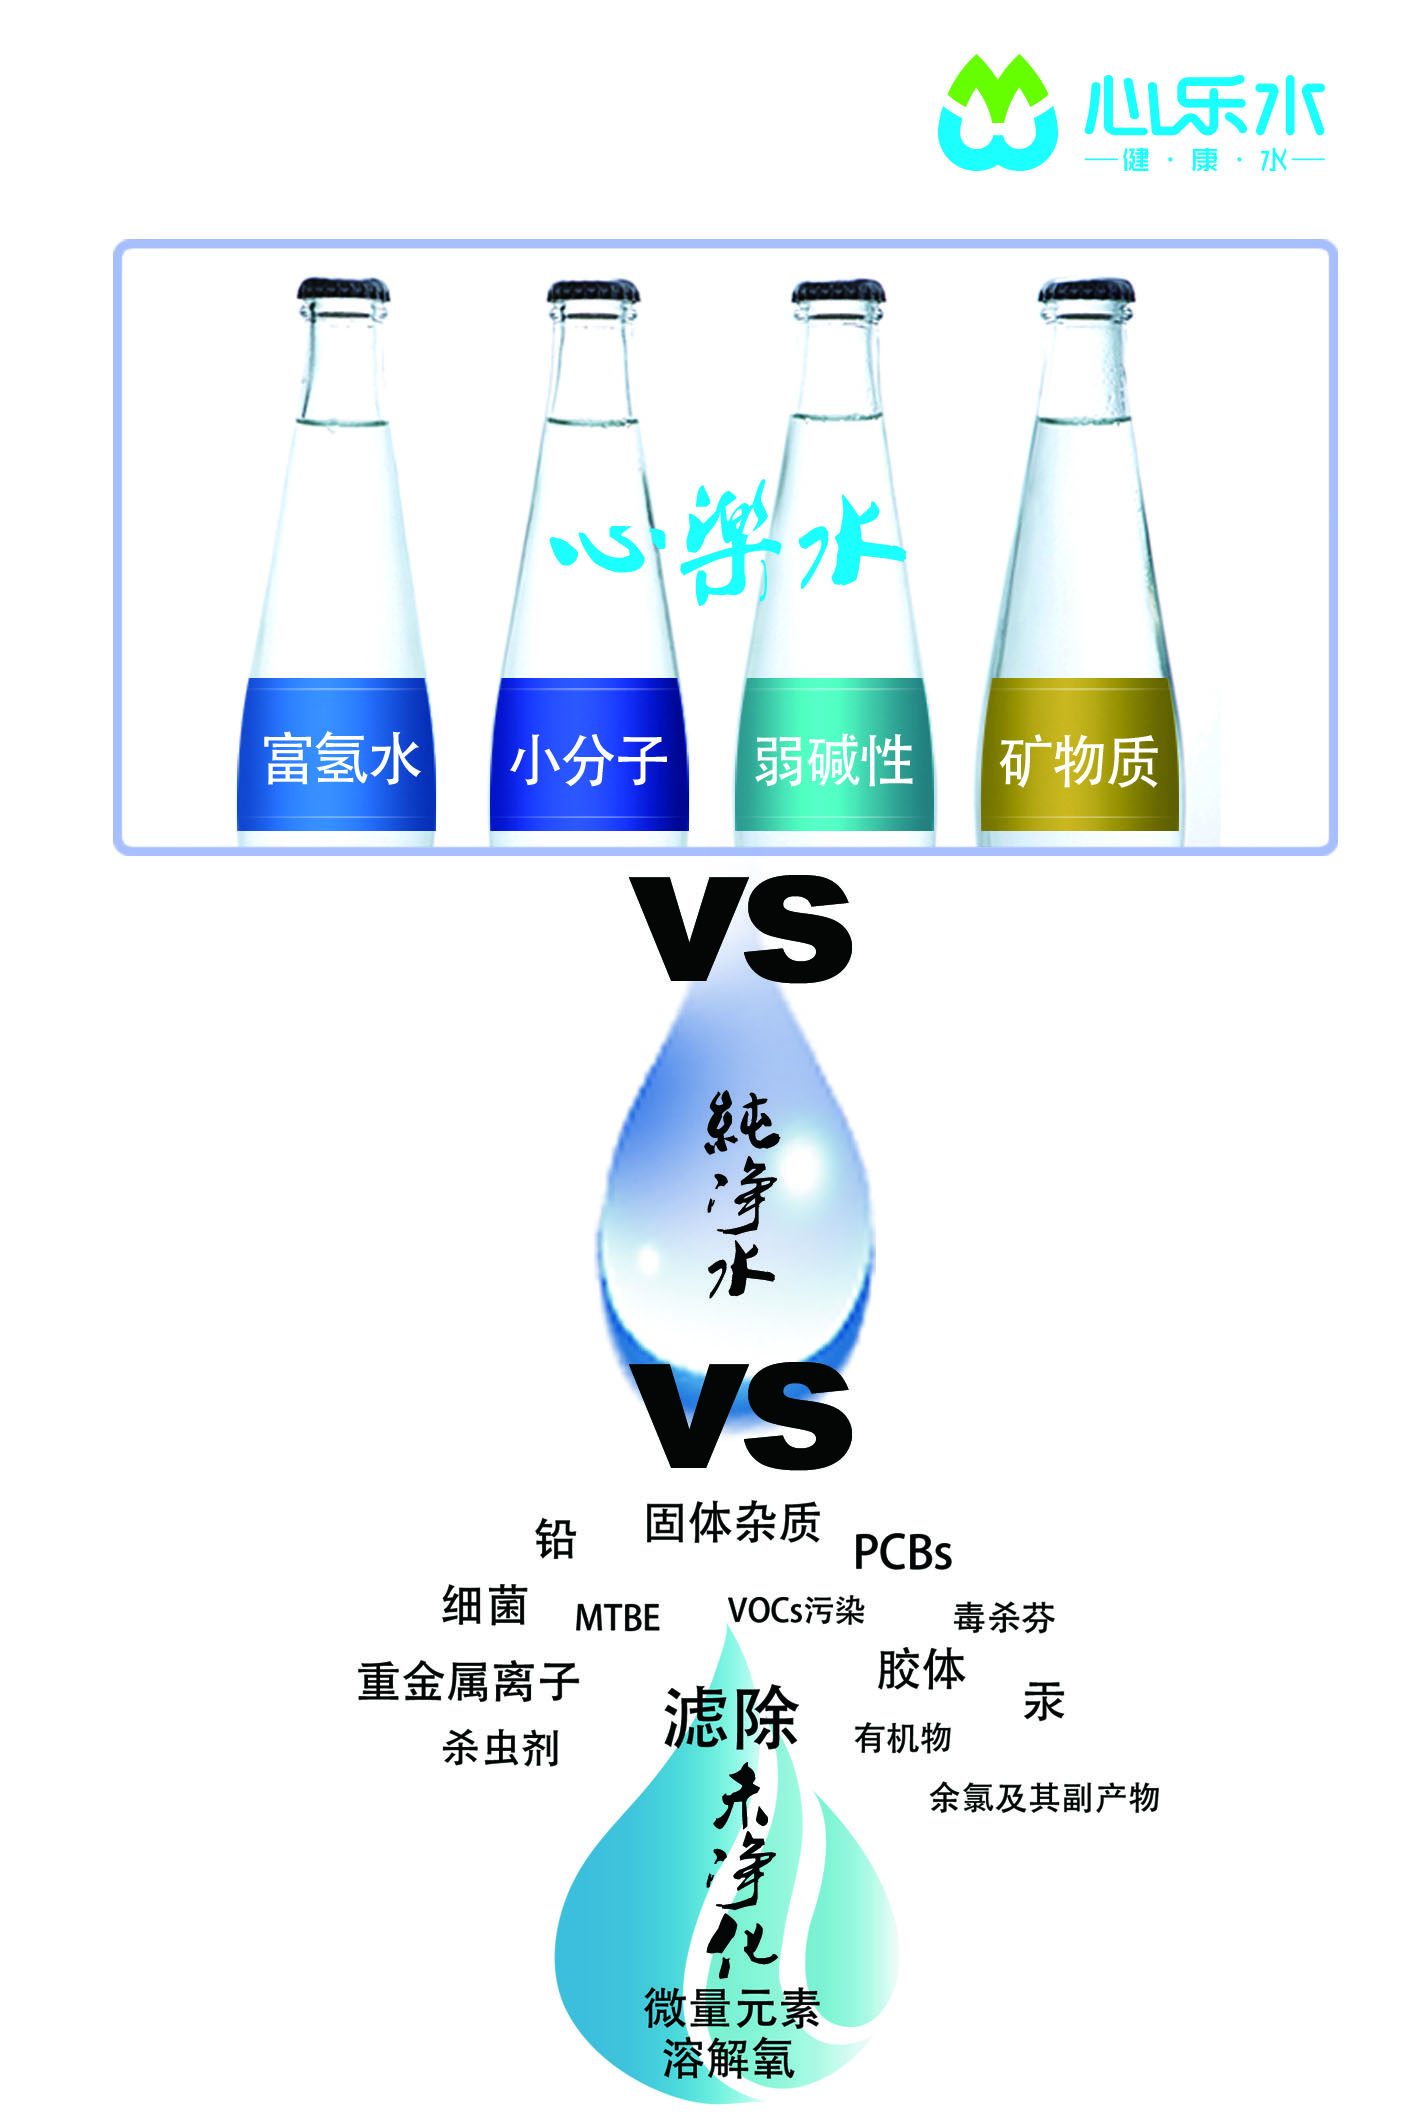 心乐水
健·康·水
心樂水
富氢水
小分子
弱碱性
矿物质
VS
純净水
VS
固体杂质
铅
PCBs
细菌
MTBE
VOCs污染
毒杀芬
重金属离子
胶体
汞
滤除
杀虫剂
有机物
余氯及其副产物
未净化
微量元素
溶解氧